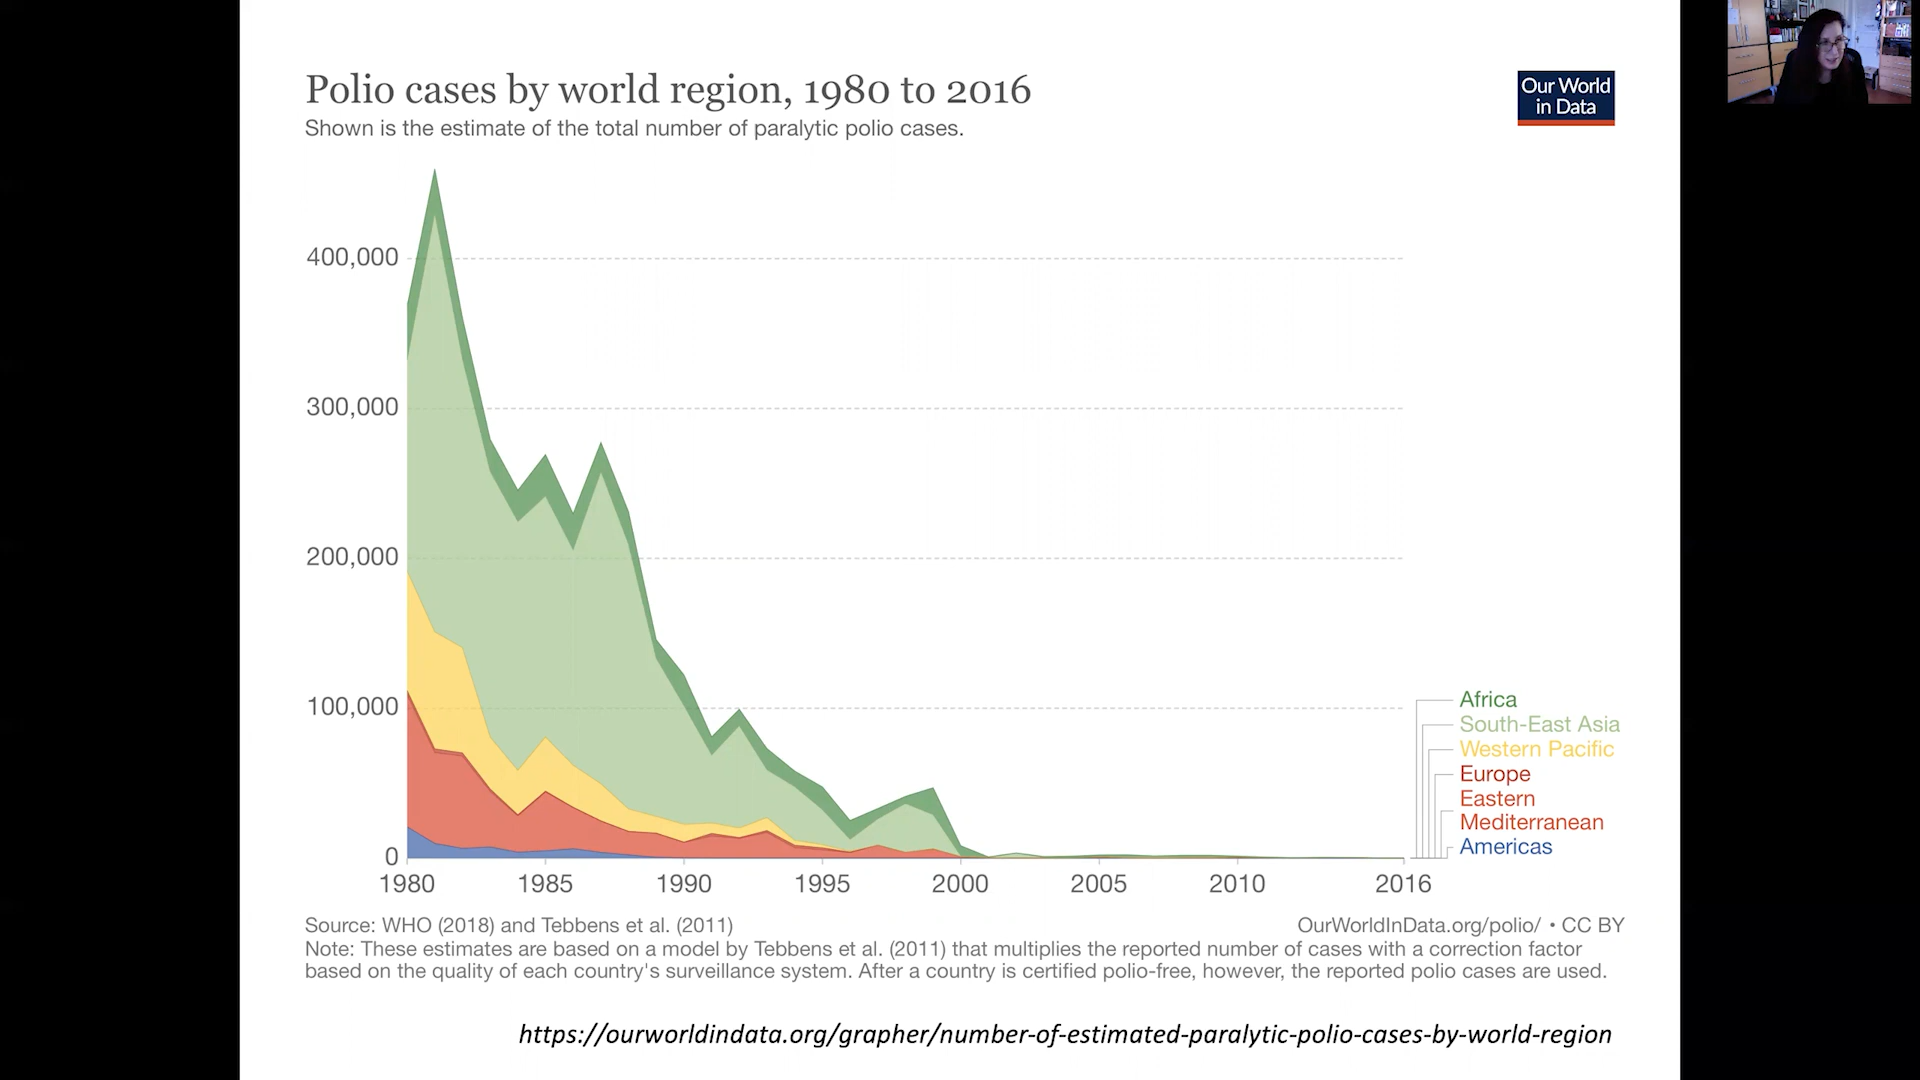 Polio cases by world region, 1980 to 2016
Shown is the estimate of the total number of paralytic polio cases.
Our World
in Data
400,000
300,000
200,000
100,000
0
1980
1985
1990
1995
2000
2005
2010
2016
Africa
South-East Asia
Western Pacific
Europe
Eastern
Mediterranean
Americas
Source: WHO (2018) and Tebbens et al. (2011)
OurWorldInData.org/polio/ • CC BY
Note: These estimates are based on a model by Tebbens et al. (2011) that multiplies the reported number of cases with a correction factor
based on the quality of each country's surveillance system. After a country is certified polio-free, however, the reported polio cases are used.
https://ourworldindata.org/grapher/number-of-estimated-paralytic-polio-cases-by-world-region